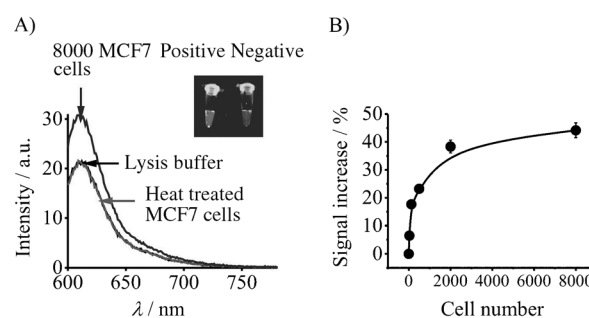 A)
8000 MCF7 Positive Negative
cells
Intensity / a.u.
30
20
10
0
Lysis buffer
Heat treated
MCF7 cells
600 650 700 750
λ / nm
B)
Signal increase / %
50
40
30
20
10
0
0 2000 4000 6000 8000
Cell number